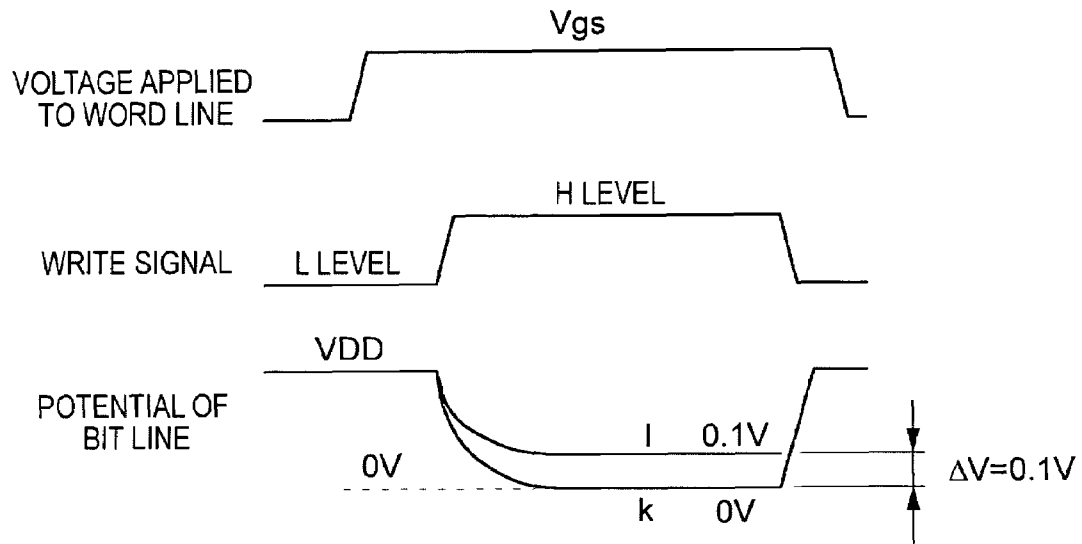 Vgs
VOLTAGE APPLIED
TO WORD LINE
H LEVEL
WRITE SIGNAL
L LEVEL
VDD
POTENTIAL OF
BIT LINE
l 0.1V
0V
ΔV=0.1V
k 0V